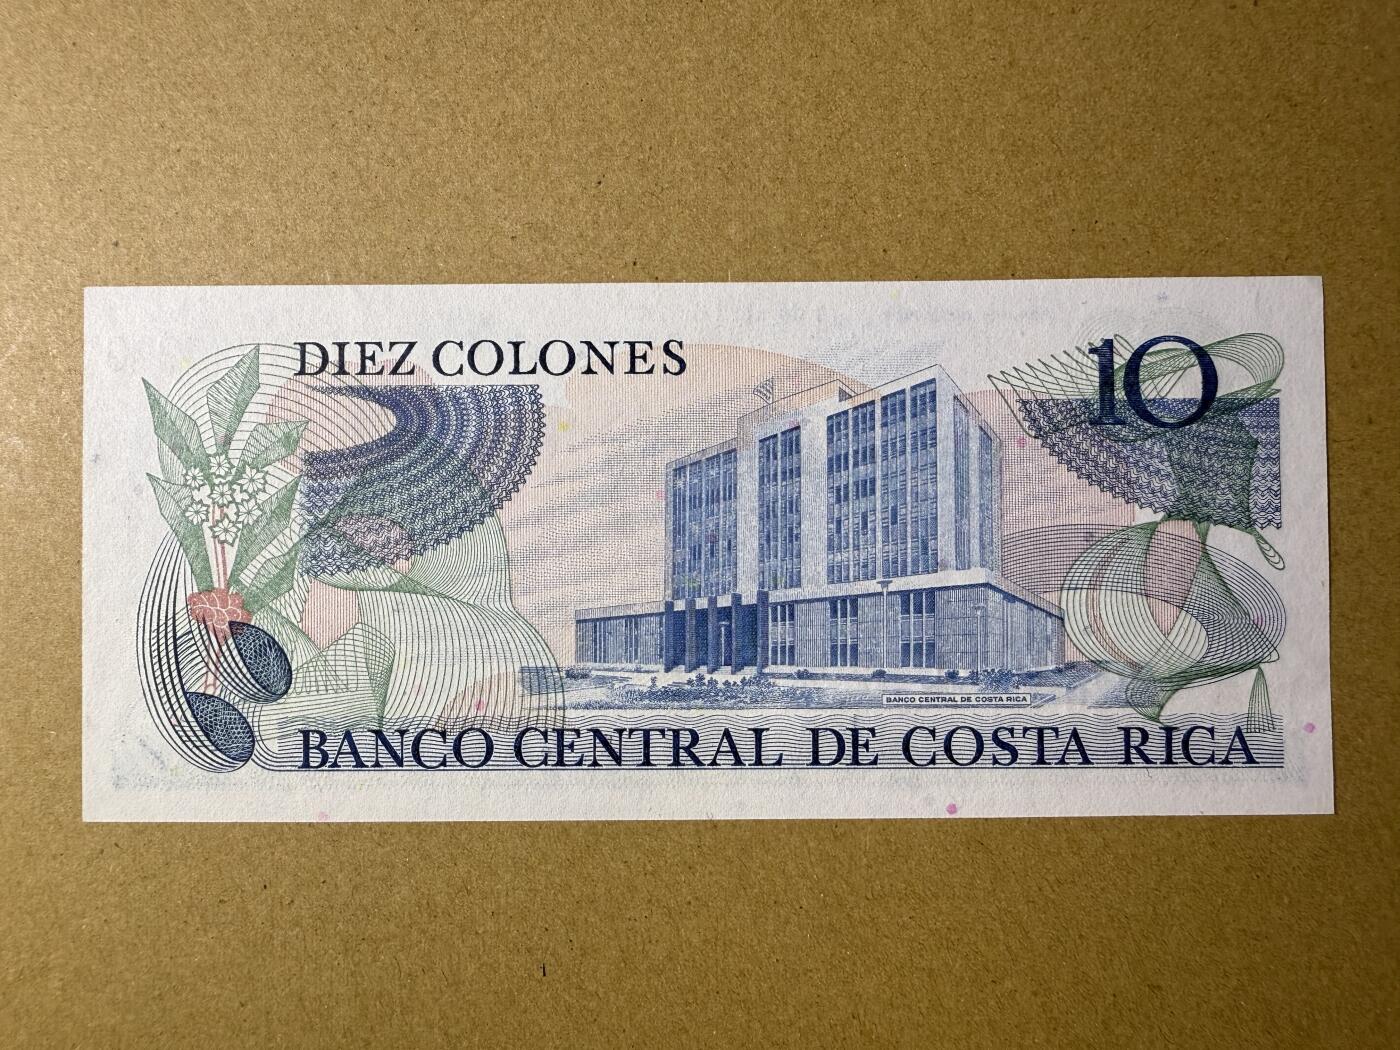 DIEZ COLONES
10
BANCO CENTRAL DE COSTA RICA
BANCO CENTRAL DE COSTA RICA